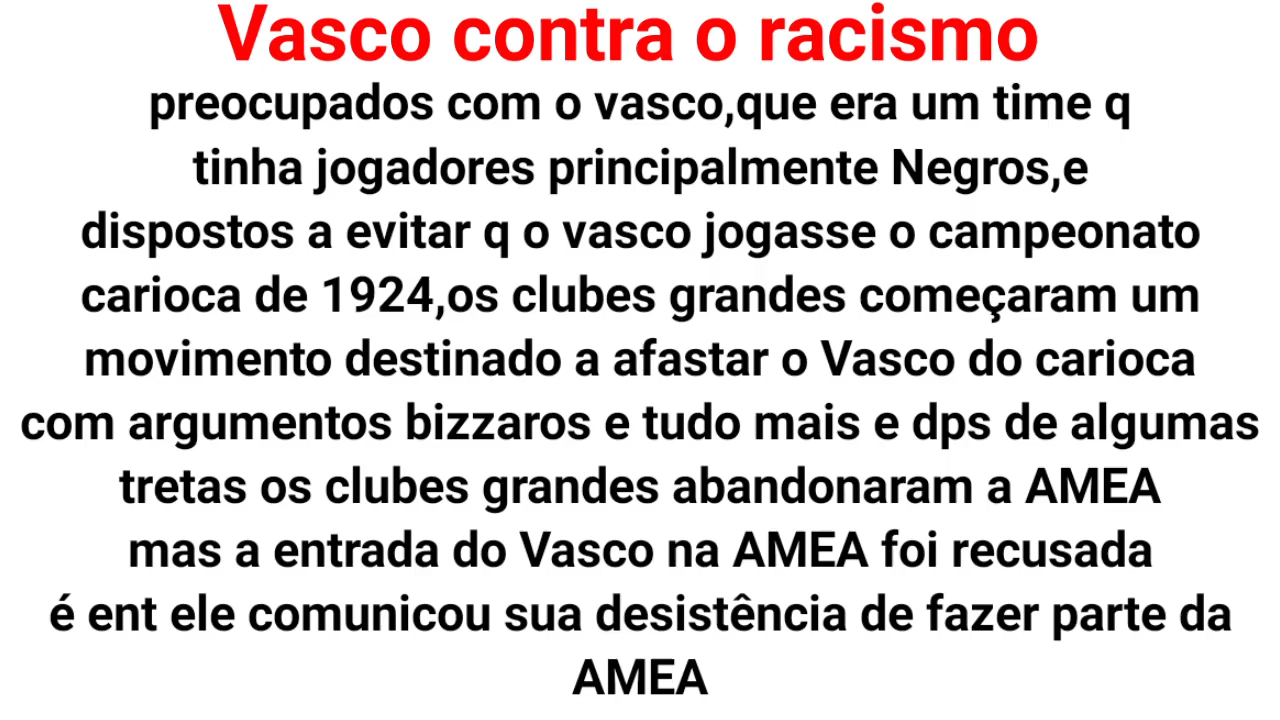 Vasco contra o racismo
preocupados com o vasco,que era um time q
tinha jogadores principalmente Negros,e
dispostos a evitar q o vasco jogasse o campeonato
carioca de 1924,os clubes grandes começaram um
movimento destinado a afastar o Vasco do carioca
com argumentos bizzaros e tudo mais e dps de algumas
tretas os clubes grandes abandonaram a AMEA
mas a entrada do Vasco na AMEA foi recusada
é ent ele comunicou sua desistência de fazer parte da
AMEA